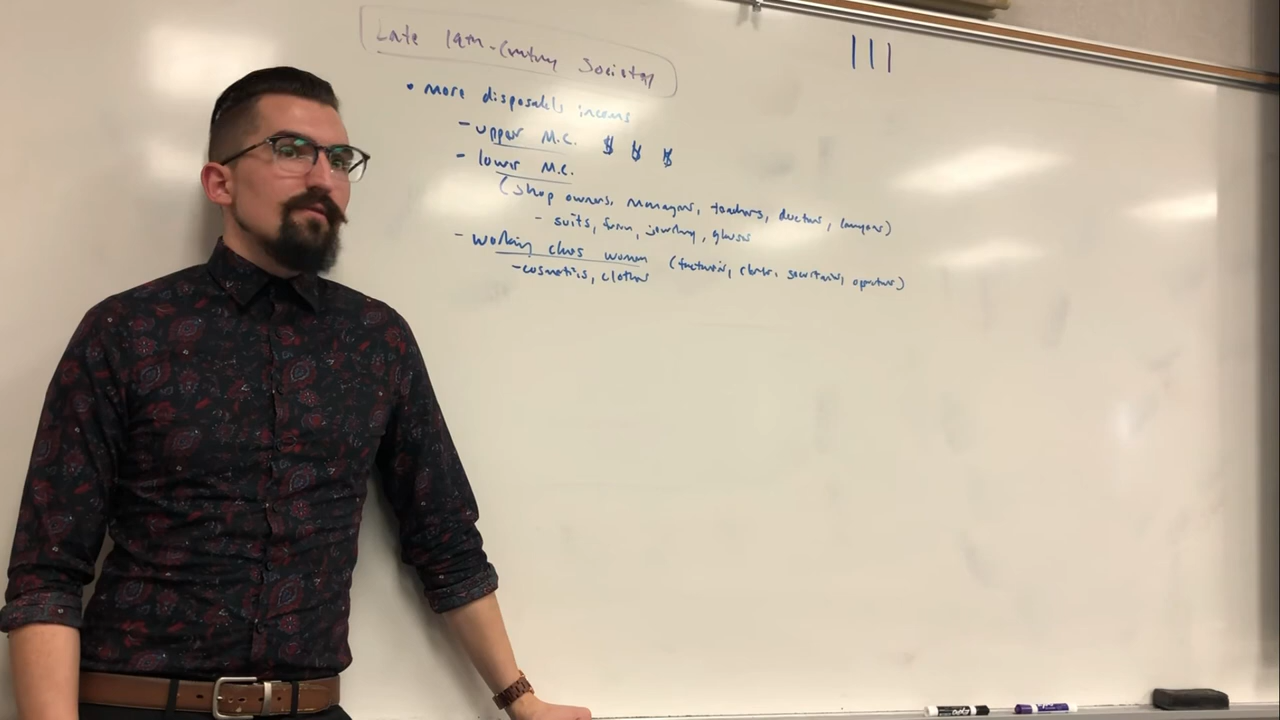 Late 19th-Century Society
• more disposable income
- upper M.C. $ $ $
- lower M.C.
(shop owners, managers, teachers, doctors, lawyers)
- suits, furn, jewelry, glasses
- working class women (factories, clerks, secretaries, operators)
- cosmetics, clothes
|||